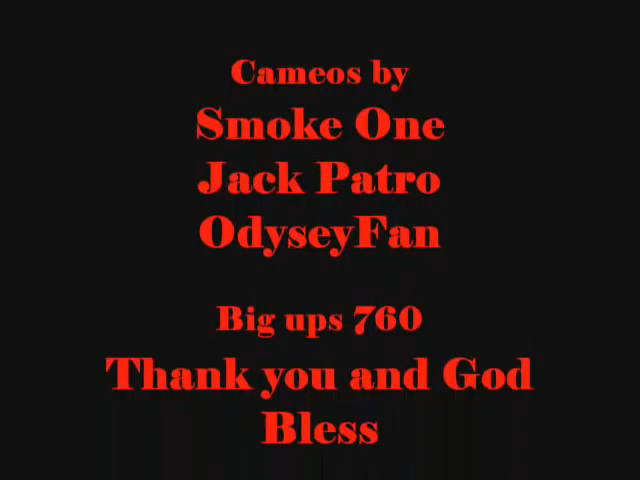 Cameos by
Smoke One
Jack Patro
OdyseyFan
Big ups 760
Thank you and God
Bless